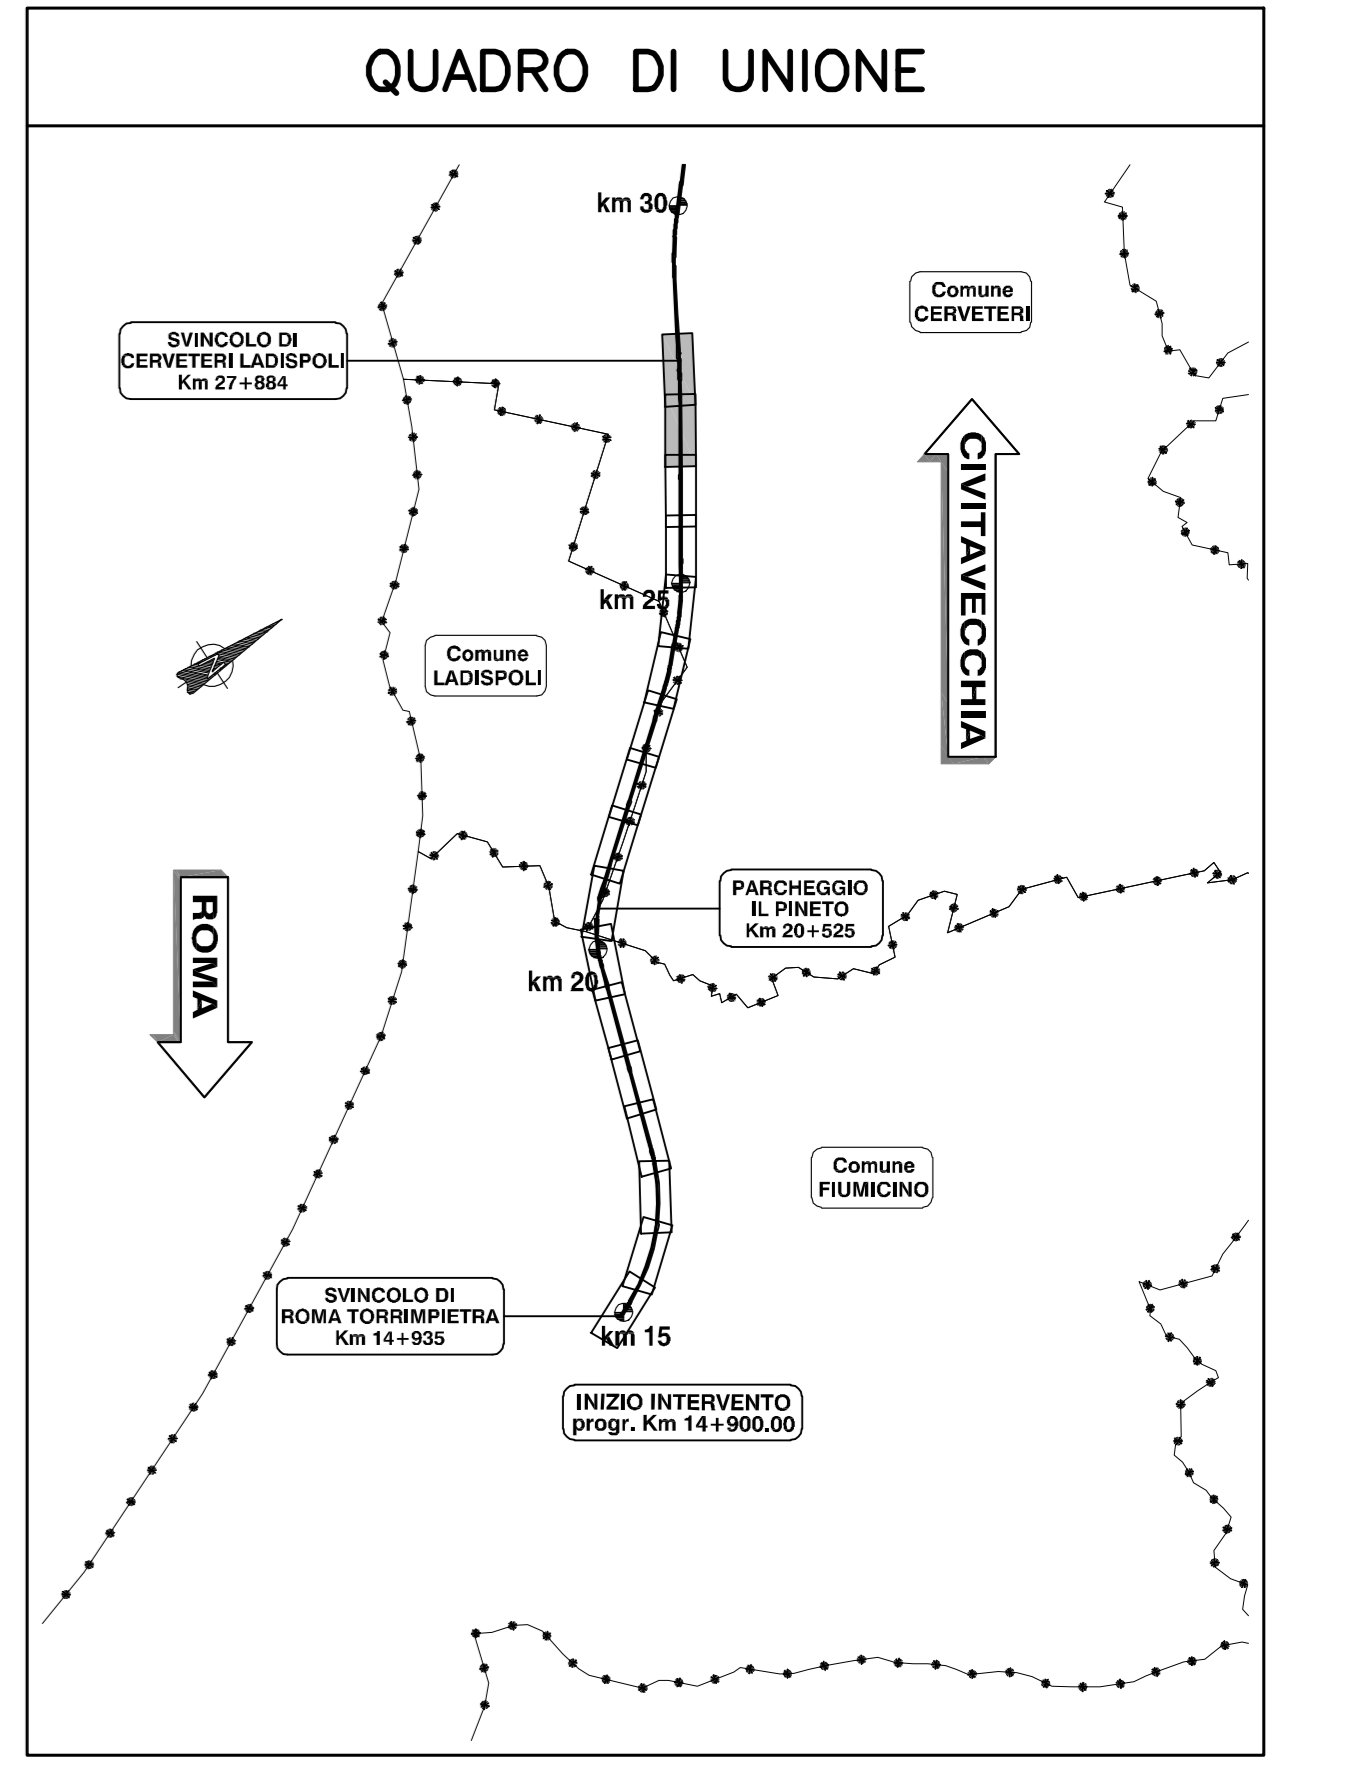 QUADRO DI UNIONE
km 30
Comune
CERVETERI
SVINCOLO DI
CERVETERI LADISPOLI
Km 27+884
CIVITAVECCHIA
km 25
Comune
LADISPOLI
Z
ROMA
PARCHEGGIO
IL PINETO
Km 20+525
km 20
Comune
FIUMICINO
SVINCOLO DI
ROMA TORRIMPIETRA
Km 14+935
km 15
INIZIO INTERVENTO
progr. Km 14+900.00